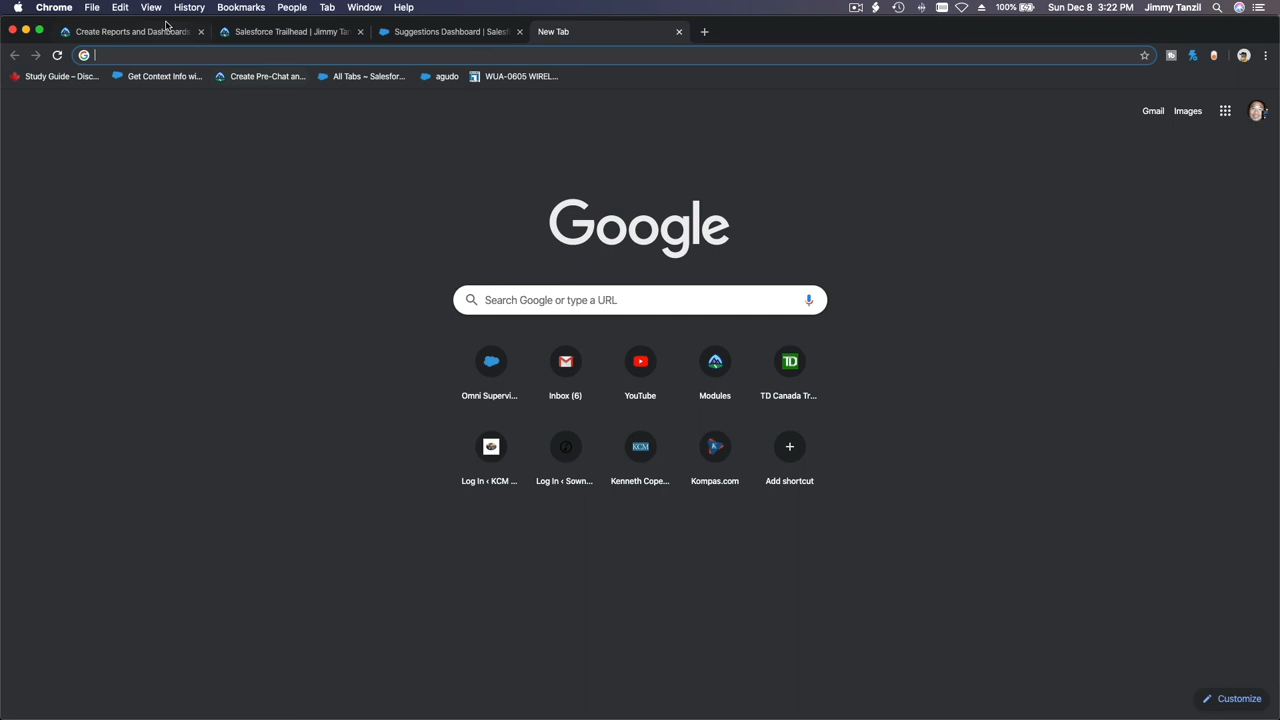 Chrome File Edit View History Bookmarks People Tab Window Help 100% Sun Dec 8 3:22 PM Jimmy Tanzil
Create Reports and Dashboards Salesforce Trailhead | Jimmy Tan Suggestions Dashboard | Salesf New Tab
Study Guide – Disc... Get Context Info wi... Create Pre-Chat an... All Tabs ~ Salesfor... agudo WUA-0605 WIREL...
Gmail Images
Google
Search Google or type a URL
Omni Supervi... Inbox (6) YouTube Modules TD Canada Tr...
Log In ‹ KCM ... Log In ‹ Sown... Kenneth Cope... Kompas.com Add shortcut
Customize